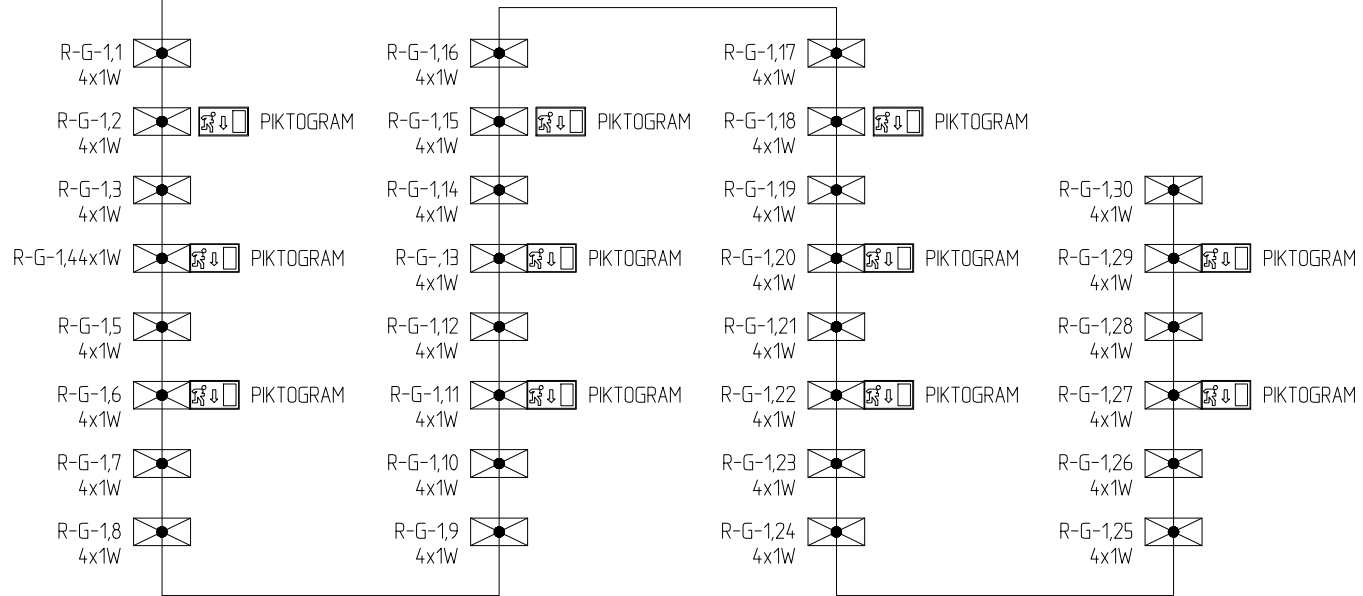 R-G-1,1
4x1W
R-G-1,2
4x1W
PIKTOGRAM
R-G-1,3
4x1W
R-G-1,44x1W
PIKTOGRAM
R-G-1,5
4x1W
R-G-1,6
4x1W
PIKTOGRAM
R-G-1,7
4x1W
R-G-1,8
4x1W
R-G-1,16
4x1W
R-G-1,15
4x1W
PIKTOGRAM
R-G-1,14
4x1W
R-G-,13
4x1W
PIKTOGRAM
R-G-1,12
4x1W
R-G-1,11
4x1W
PIKTOGRAM
R-G-1,10
4x1W
R-G-1,9
4x1W
R-G-1,17
4x1W
R-G-1,18
4x1W
PIKTOGRAM
R-G-1,19
4x1W
R-G-1,20
4x1W
PIKTOGRAM
R-G-1,21
4x1W
R-G-1,22
4x1W
PIKTOGRAM
R-G-1,23
4x1W
R-G-1,24
4x1W
R-G-1,30
4x1W
R-G-1,29
4x1W
PIKTOGRAM
R-G-1,28
4x1W
R-G-1,27
4x1W
PIKTOGRAM
R-G-1,26
4x1W
R-G-1,25
4x1W